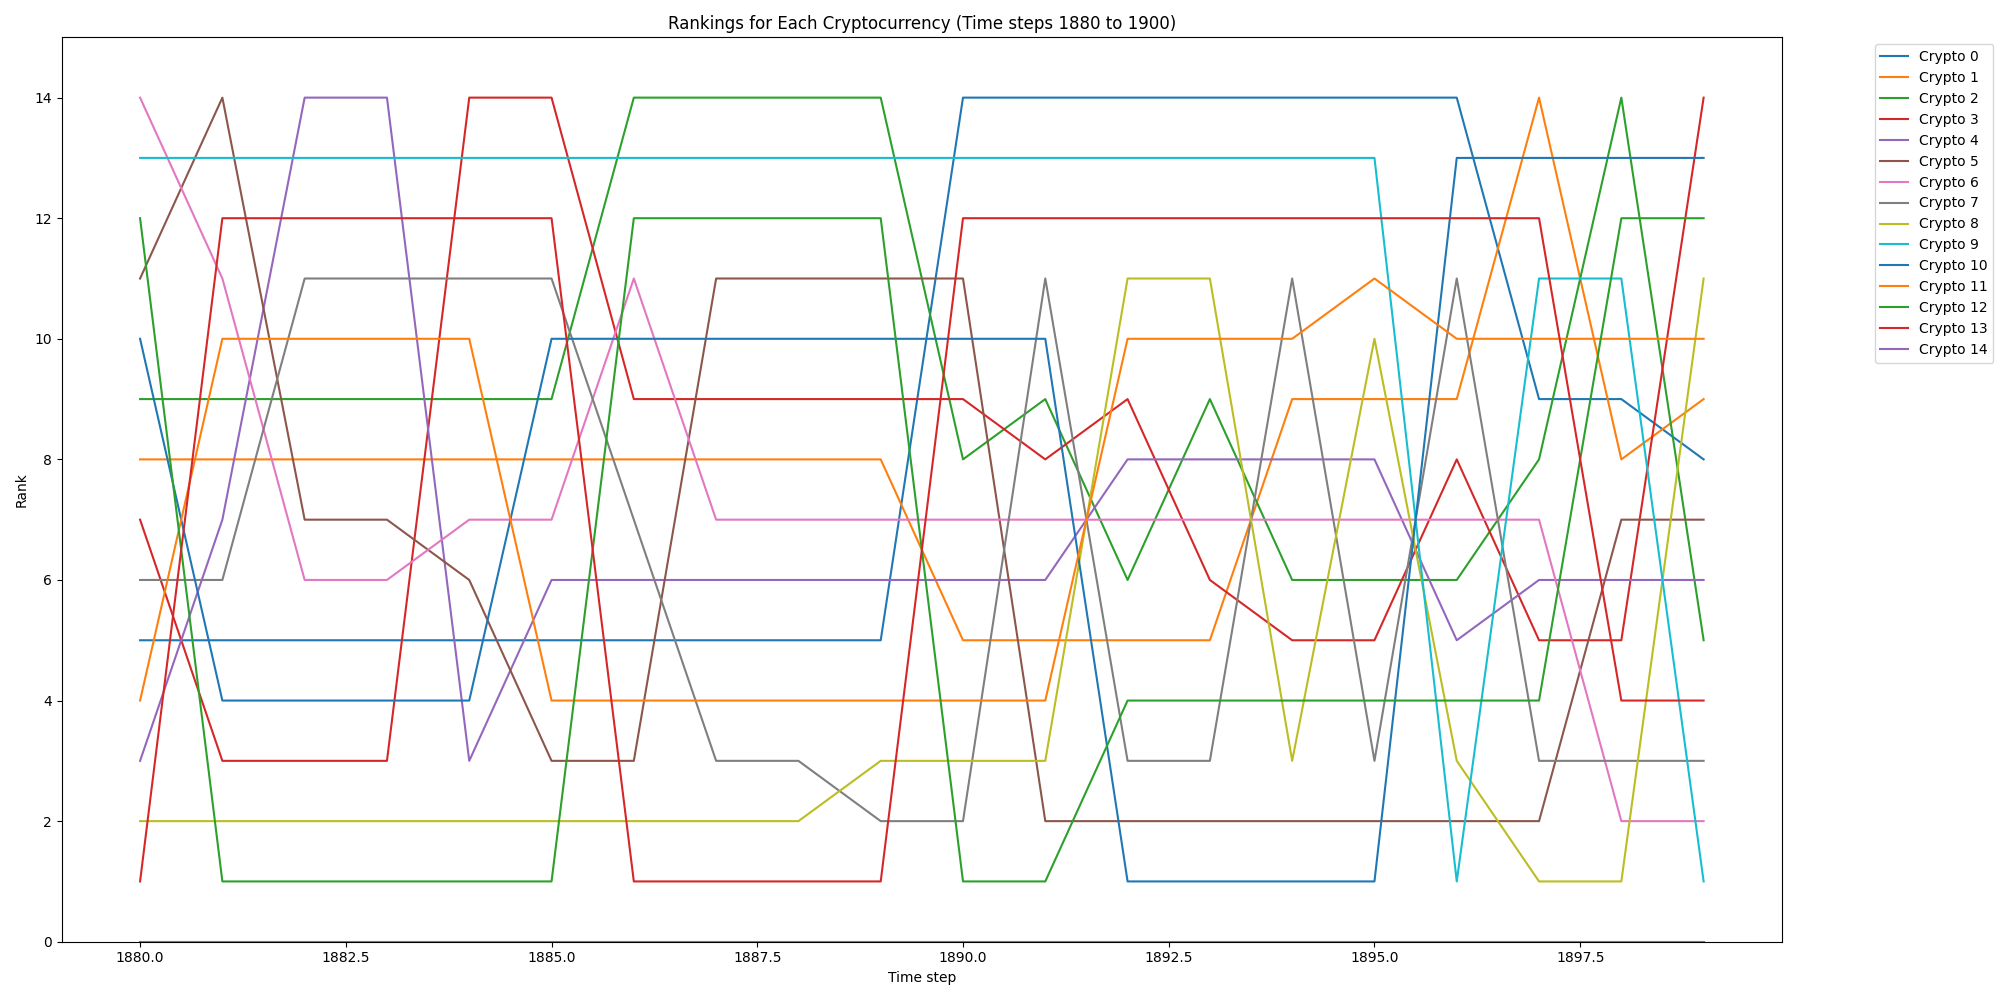 Rankings for Each Cryptocurrency (Time steps 1880 to 1900)
Rank
14
12
10
8
6
4
2
0
1880.0 1882.5 1885.0 1887.5 1890.0 1892.5 1895.0 1897.5
Time step
Crypto 0
Crypto 1
Crypto 2
Crypto 3
Crypto 4
Crypto 5
Crypto 6
Crypto 7
Crypto 8
Crypto 9
Crypto 10
Crypto 11
Crypto 12
Crypto 13
Crypto 14